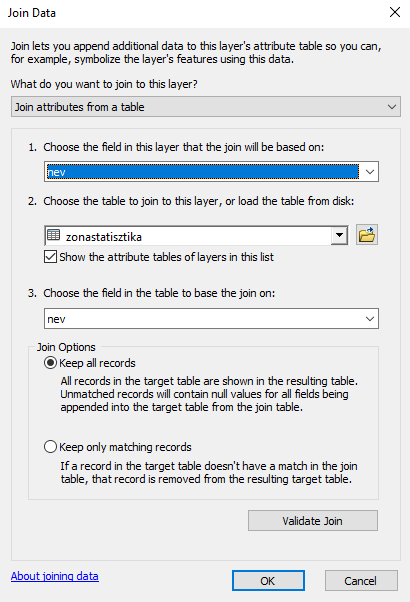 Join Data
Join lets you append additional data to this layer's attribute table so you can,
for example, symbolize the layer's features using this data.
What do you want to join to this layer?
Join attributes from a table
1. Choose the field in this layer that the join will be based on:
nev
2. Choose the table to join to this layer, or load the table from disk:
zonastatisztika
Show the attribute tables of layers in this list
3. Choose the field in the table to base the join on:
nev
Join Options
Keep all records
All records in the target table are shown in the resulting table.
Unmatched records will contain null values for all fields being
appended into the target table from the join table.
Keep only matching records
If a record in the target table doesn't have a match in the join
table, that record is removed from the resulting target table.
Validate Join
About joining data
OK
Cancel